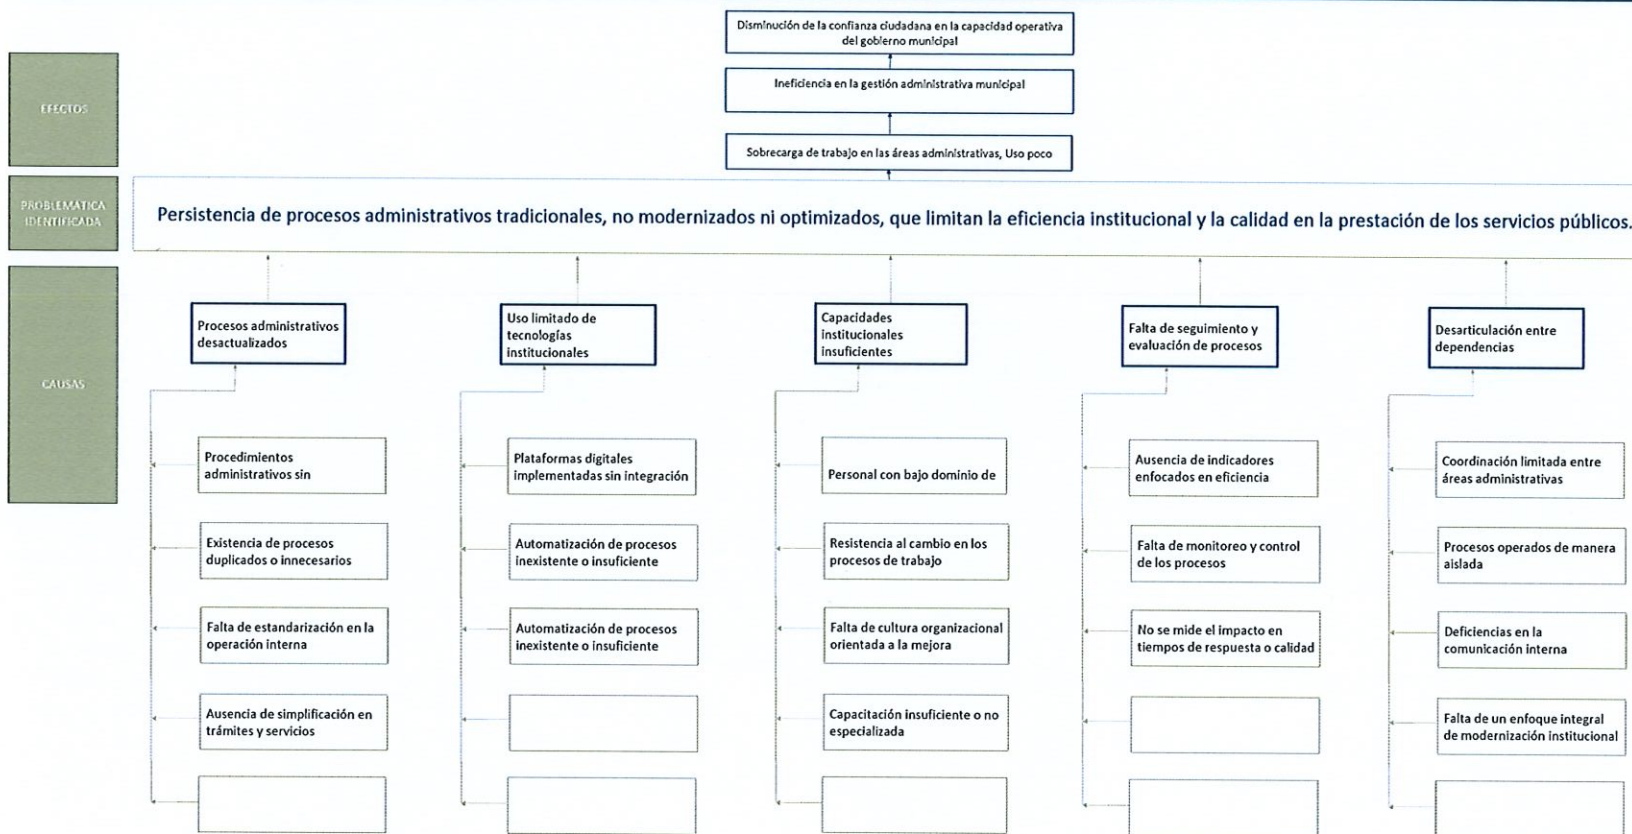 Disminución de la confianza ciudadana en la capacidad operativa
del gobierno municipal
EFECTOS
Ineficiencia en la gestión administrativa municipal
Sobrecarga de trabajo en las áreas administrativas, Uso poco
PROBLEMÁTICA
IDENTIFICADA
Persistencia de procesos administrativos tradicionales, no modernizados ni optimizados, que limitan la eficiencia institucional y la calidad en la prestación de los servicios públicos.
CAUSAS
Procesos administrativos
desactualizados
Procedimientos
administrativos sin
Existencia de procesos
duplicados o innecesarios
Falta de estandarización en la
operación interna
Ausencia de simplificación en
trámites y servicios
Uso limitado de
tecnologías
institucionales
Plataformas digitales
implementadas sin integración
Automatización de procesos
inexistente o insuficiente
Automatización de procesos
inexistente o insuficiente
Capacidades
institucionales
insuficientes
Personal con bajo dominio de
Resistencia al cambio en los
procesos de trabajo
Falta de cultura organizacional
orientada a la mejora
Capacitación insuficiente o no
especializada
Falta de seguimiento y
evaluación de procesos
Ausencia de indicadores
enfocados en eficiencia
Falta de monitoreo y control
de los procesos
No se mide el impacto en
tiempos de respuesta o calidad
Desarticulación entre
dependencias
Coordinación limitada entre
áreas administrativas
Procesos operados de manera
aislada
Deficiencias en la
comunicación interna
Falta de un enfoque integral
de modernización institucional